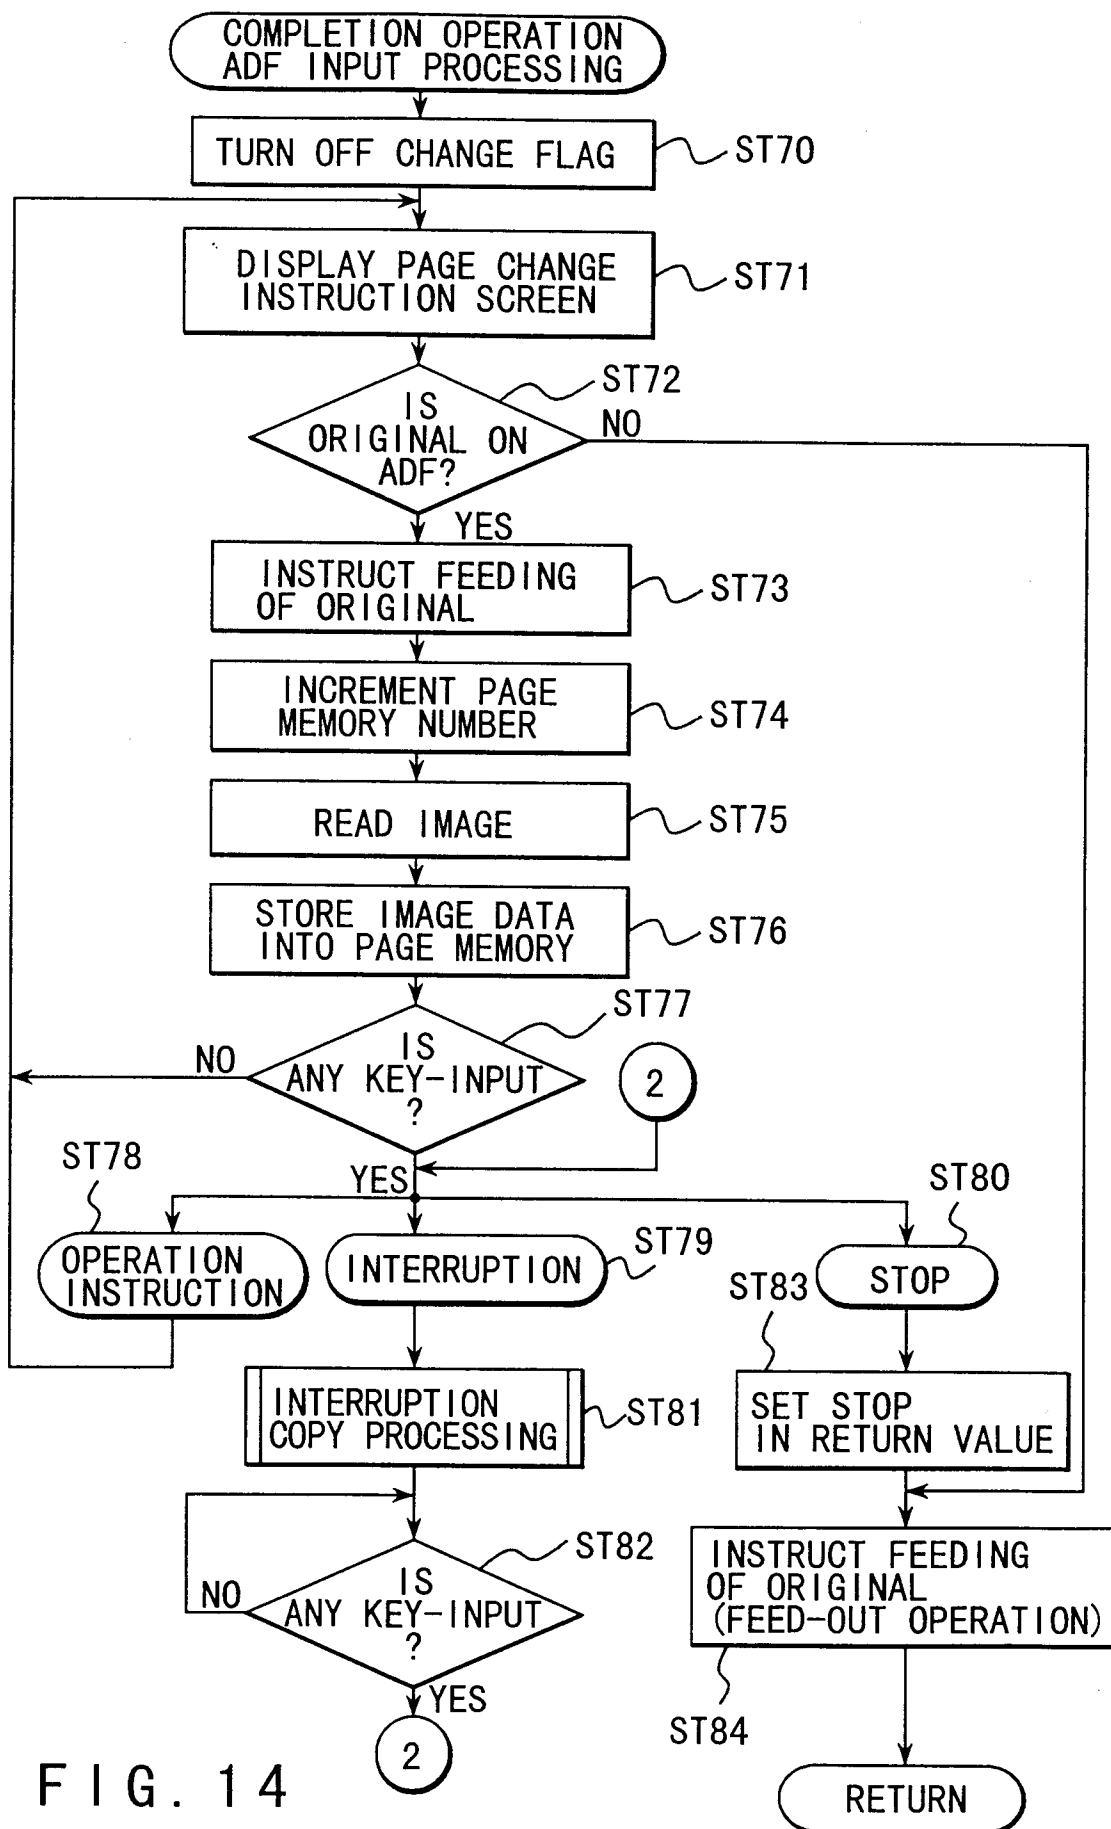 COMPLETION OPERATION
ADF INPUT PROCESSING
TURN OFF CHANGE FLAG
ST70
DISPLAY PAGE CHANGE
INSTRUCTION SCREEN
ST71
ST72
IS
ORIGINAL ON
ADF?
NO
YES
INSTRUCT FEEDING
OF ORIGINAL
ST73
INCREMENT PAGE
MEMORY NUMBER
ST74
READ IMAGE
ST75
STORE IMAGE DATA
INTO PAGE MEMORY
ST76
ST77
IS
ANY KEY-INPUT
?
NO
2
YES
ST78
OPERATION
INSTRUCTION
INTERRUPTION
ST79
ST80
STOP
ST83
INTERRUPTION
COPY PROCESSING
ST81
SET STOP
IN RETURN VALUE
ST82
IS
ANY KEY-INPUT
?
NO
YES
2
INSTRUCT FEEDING
OF ORIGINAL
(FEED-OUT OPERATION)
ST84
RETURN
FIG. 14